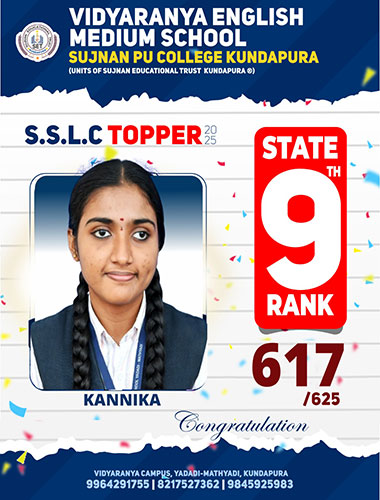 SET
VIDYARANYA ENGLISH
MEDIUM SCHOOL
SUJNAN PU COLLEGE KUNDAPURA
(UNITS OF SUJNAN EDUCATIONAL TRUST KUNDAPURA ®)
S.S.L.C TOPPER 2025
STATE
9TH
RANK
617
/625
KANNIKA
Congratulation
VIDYARANYA CAMPUS, YADADI-MATHYADI, KUNDAPURA
9964291755 | 8217527362 | 9845925983